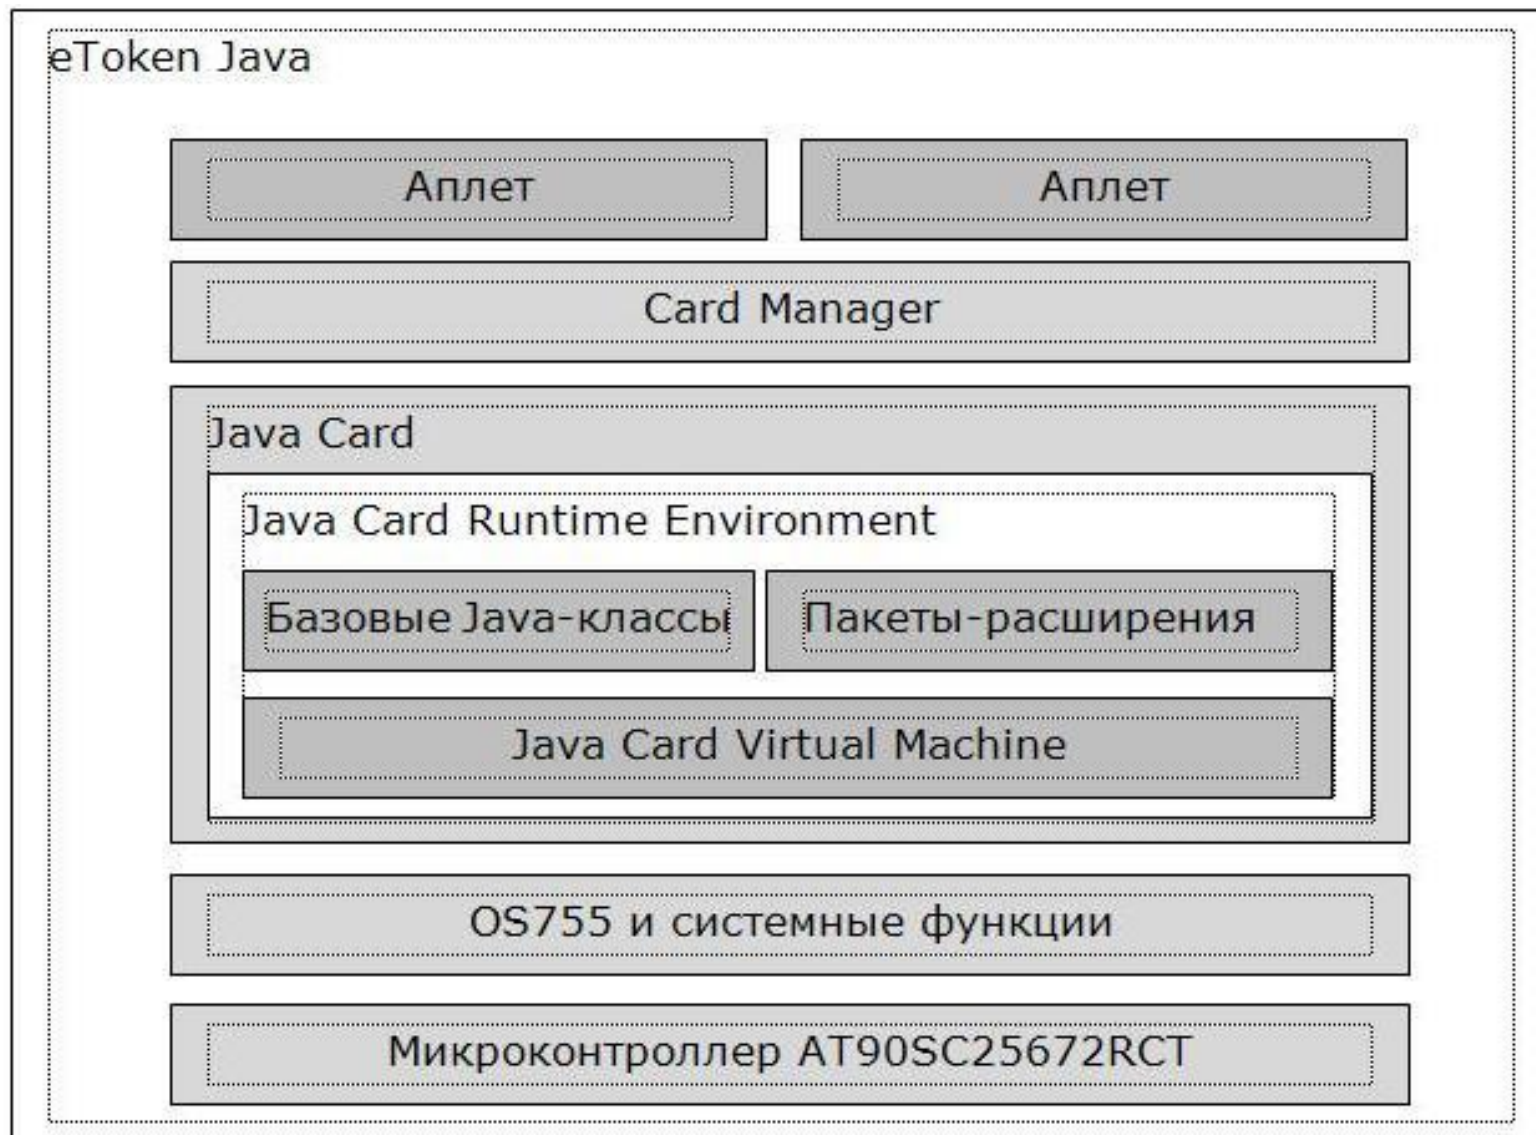 eToken Java
Аплет
Аплет
Card Manager
Java Card
Java Card Runtime Environment
Базовые Java-классы
Пакеты-расширения
Java Card Virtual Machine
OS755 и системные функции
Микроконтроллер AT90SC25672RCT